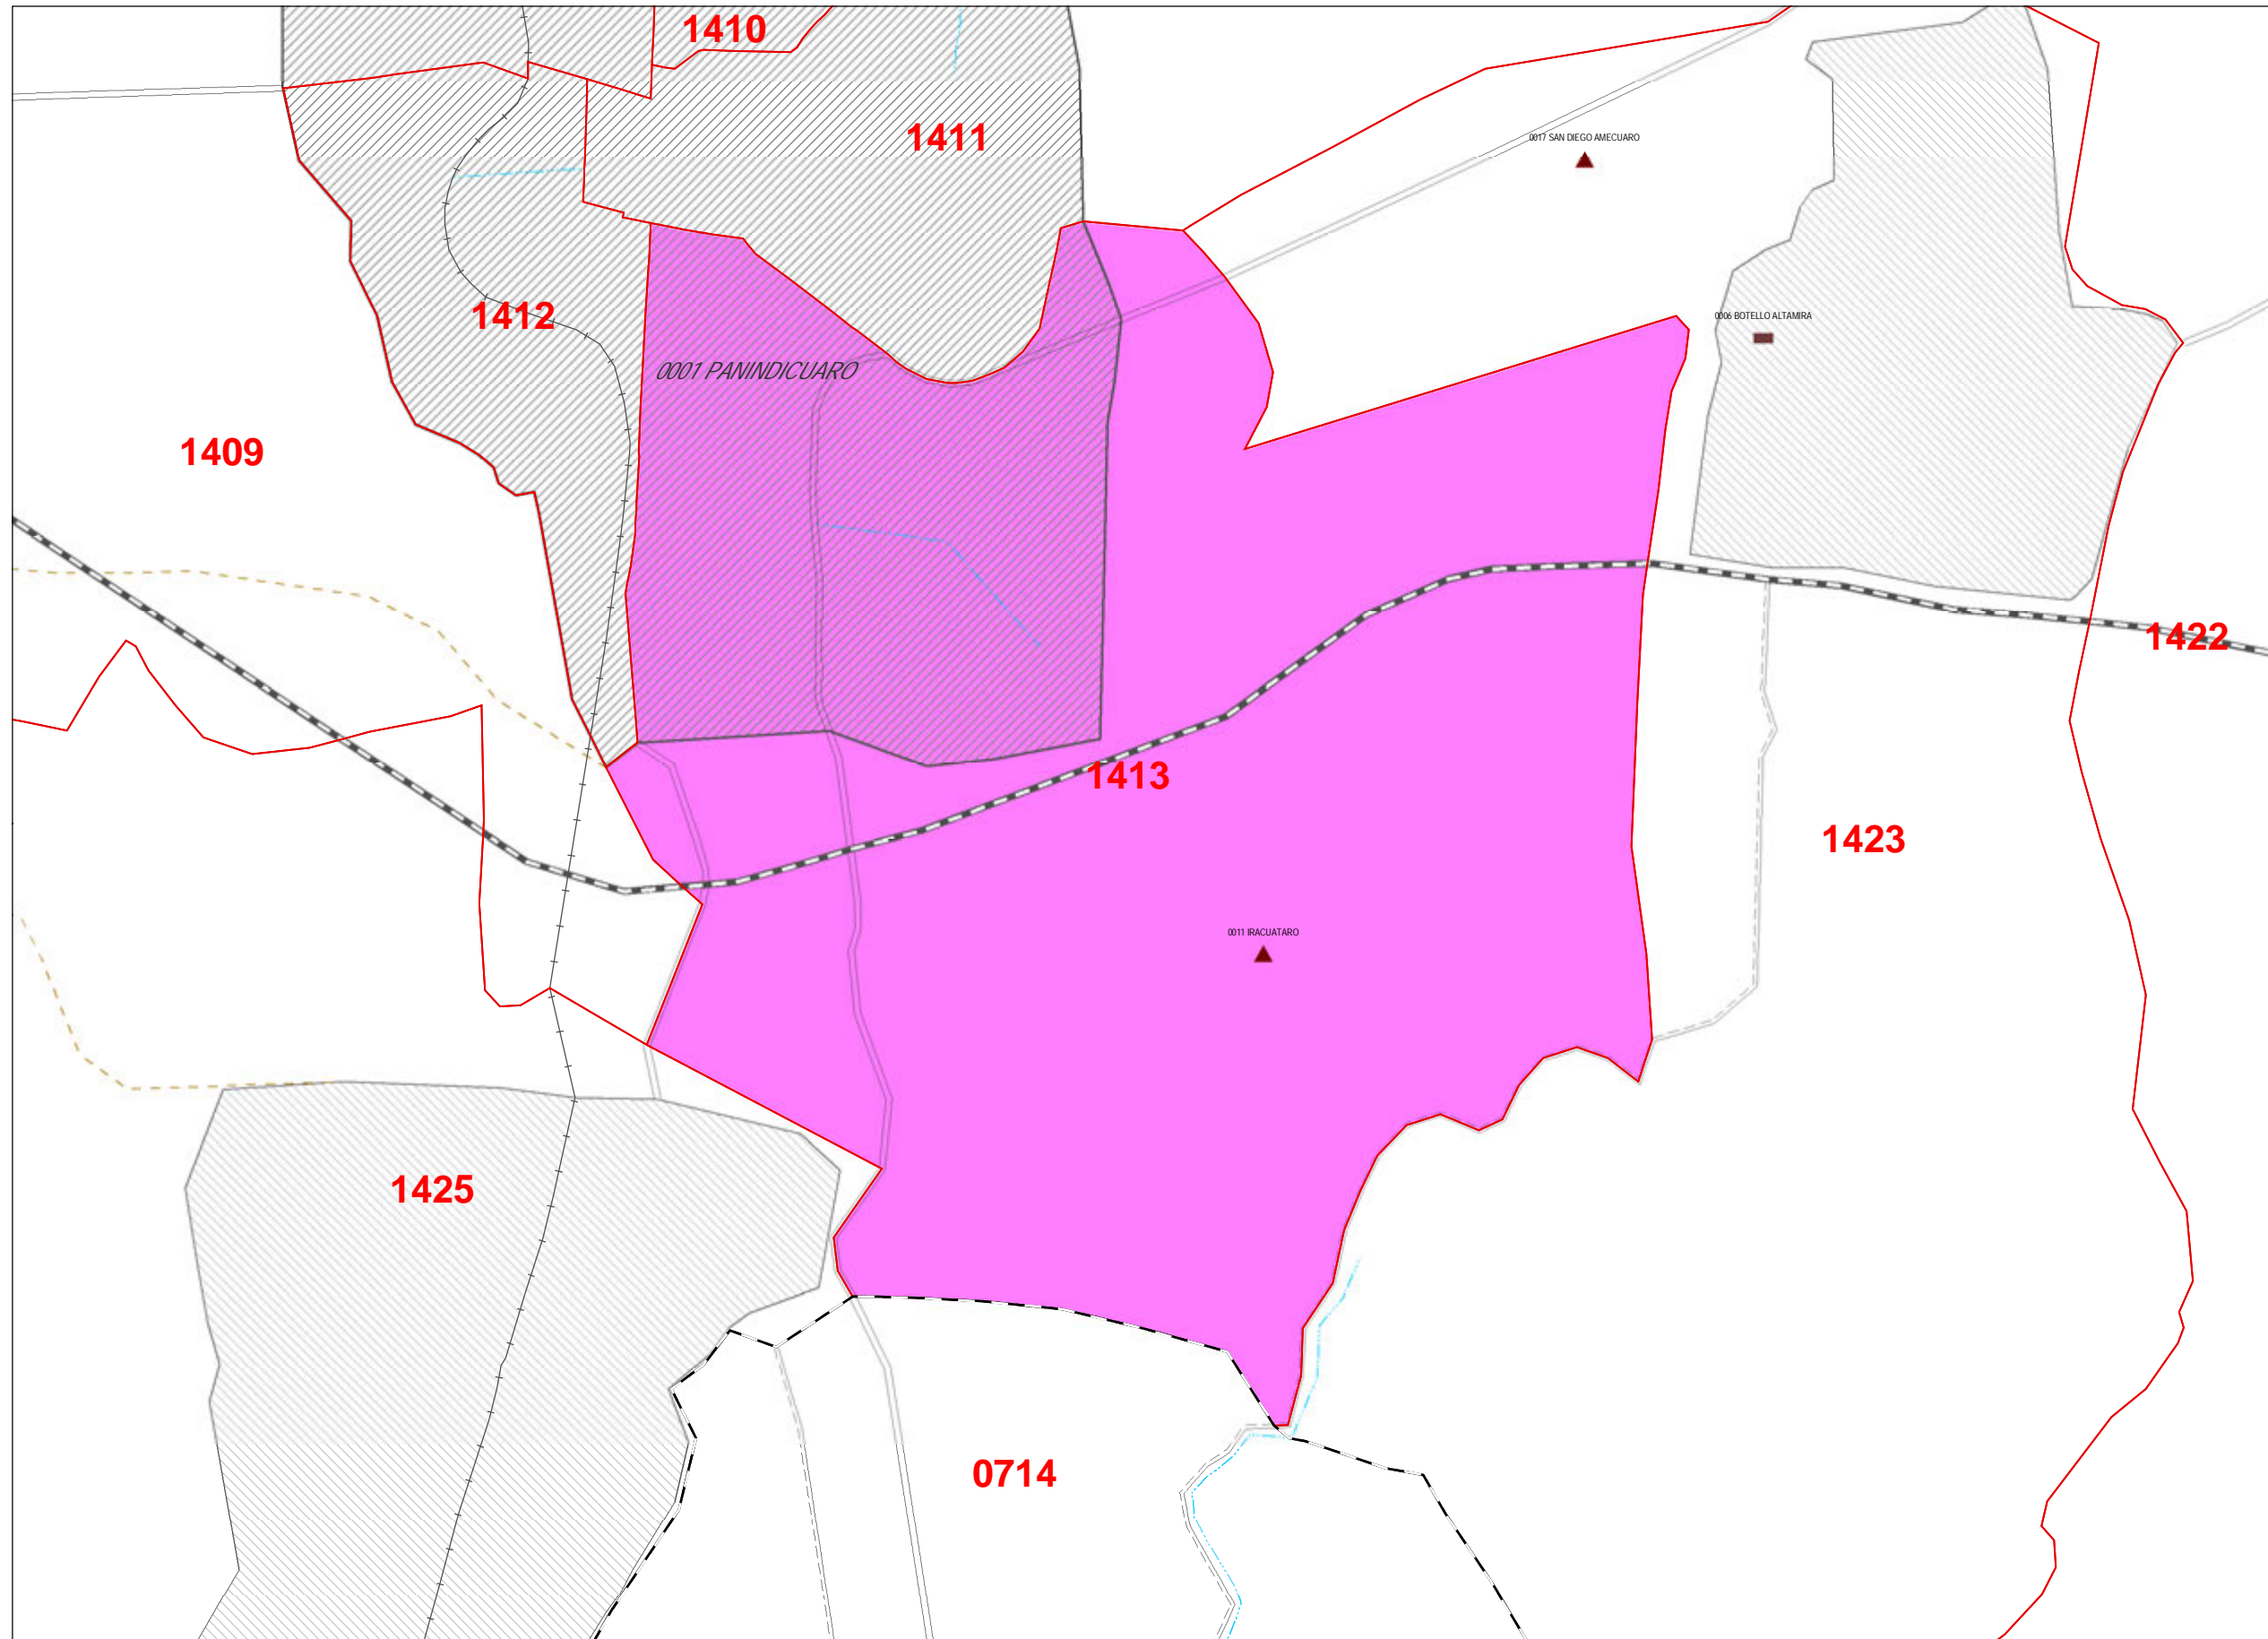 1410
1411
0017 SAN DIEGO AMECUARO
1412
0006 BOTELLO ALTAMIRA
0001 PANINDICUARO
1409
1422
1413
1423
0011 IRACUATARO
1425
0714